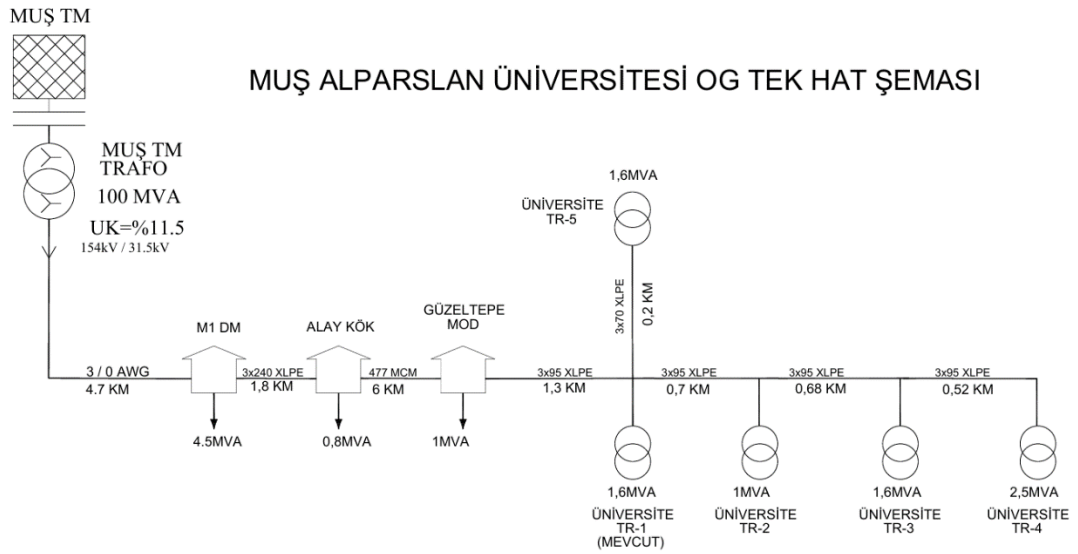 MUŞ TM
MUŞ ALPARSLAN ÜNİVERSİTESİ OG TEK HAT ŞEMASI
MUŞ TM
TRAFO
100 MVA
UK=%11.5
154kV / 31.5kV
1,6MVA
ÜNİVERSİTE
TR-5
3x70 XLPE
0,2 KM
M1 DM
ALAY KÖK
GÜZELTEPE
MOD
3 / 0 AWG
4.7 KM
3x240 XLPE
1,8 KM
477 MCM
6 KM
3x95 XLPE
1,3 KM
3x95 XLPE
0,7 KM
3x95 XLPE
0,68 KM
3x95 XLPE
0,52 KM
4.5MVA
0,8MVA
1MVA
1,6MVA
ÜNİVERSİTE
TR-1
(MEVCUT)
1MVA
ÜNİVERSİTE
TR-2
1,6MVA
ÜNİVERSİTE
TR-3
2,5MVA
ÜNİVERSİTE
TR-4